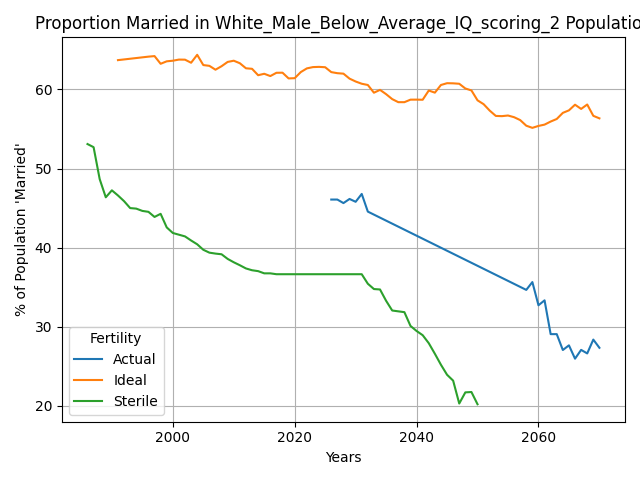 Proportion Married in White_Male_Below_Average_IQ_scoring_2 Populatio
% of Population 'Married'
60
50
40
30
20
Fertility
Actual
Ideal
Sterile
2000 2020 2040 2060
Years